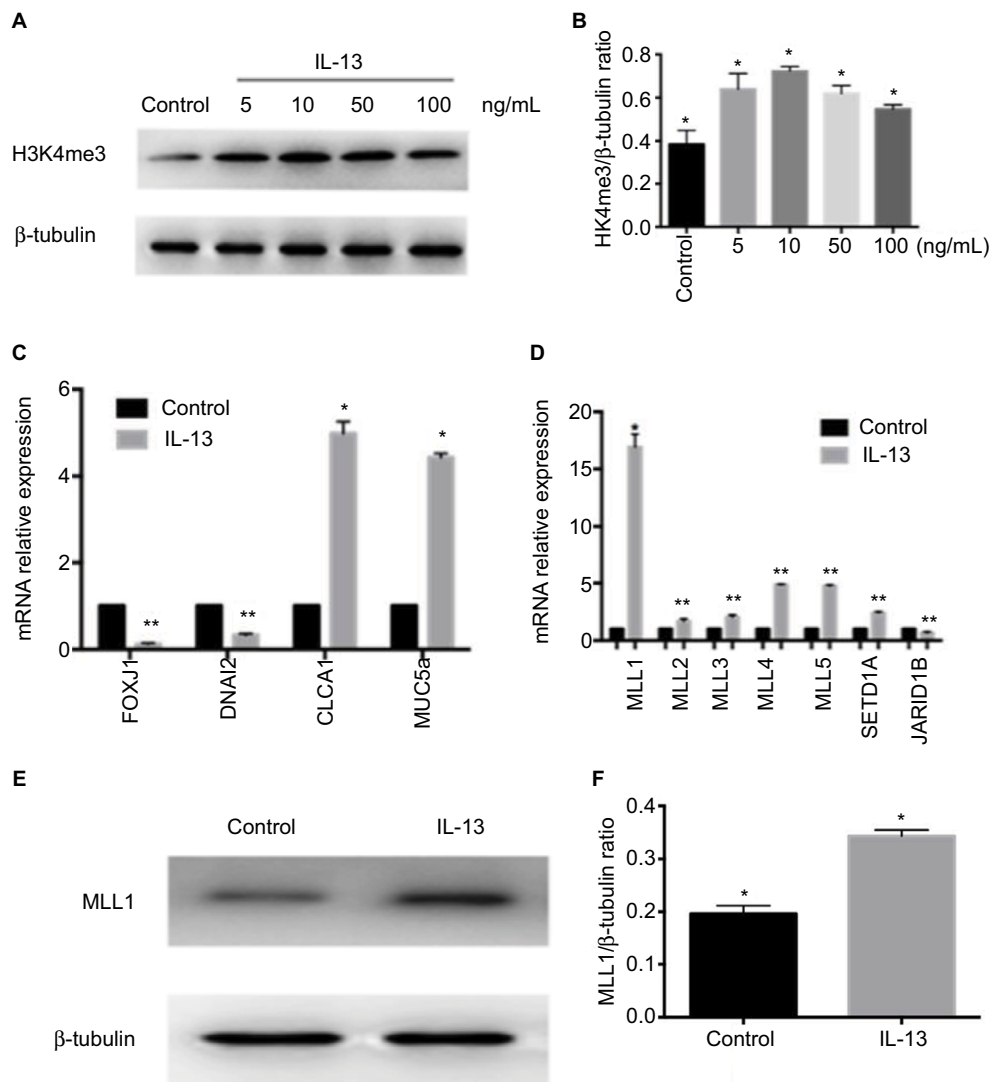 A
IL-13
Control 5 10 50 100 ng/mL
H3K4me3
β-tubulin
B
HK4me3/β-tubulin ratio
0.8
0.6
0.4
0.2
0.0
* * * * *
Control 5 10 50 100 (ng/mL)
C
mRNA relative expression
6
4
2
0
Control
IL-13
** ** * *
FOXJ1 DNAI2 CLCA1 MUC5a
D
mRNA relative expression
20
15
10
5
0
Control
IL-13
* ** ** ** ** ** **
MLL1 MLL2 MLL3 MLL4 MLL5 SETD1A JARID1B
E
Control IL-13
MLL1
β-tubulin
F
MLL1/β-tubulin ratio
0.4
0.3
0.2
0.1
0.0
* *
Control IL-13